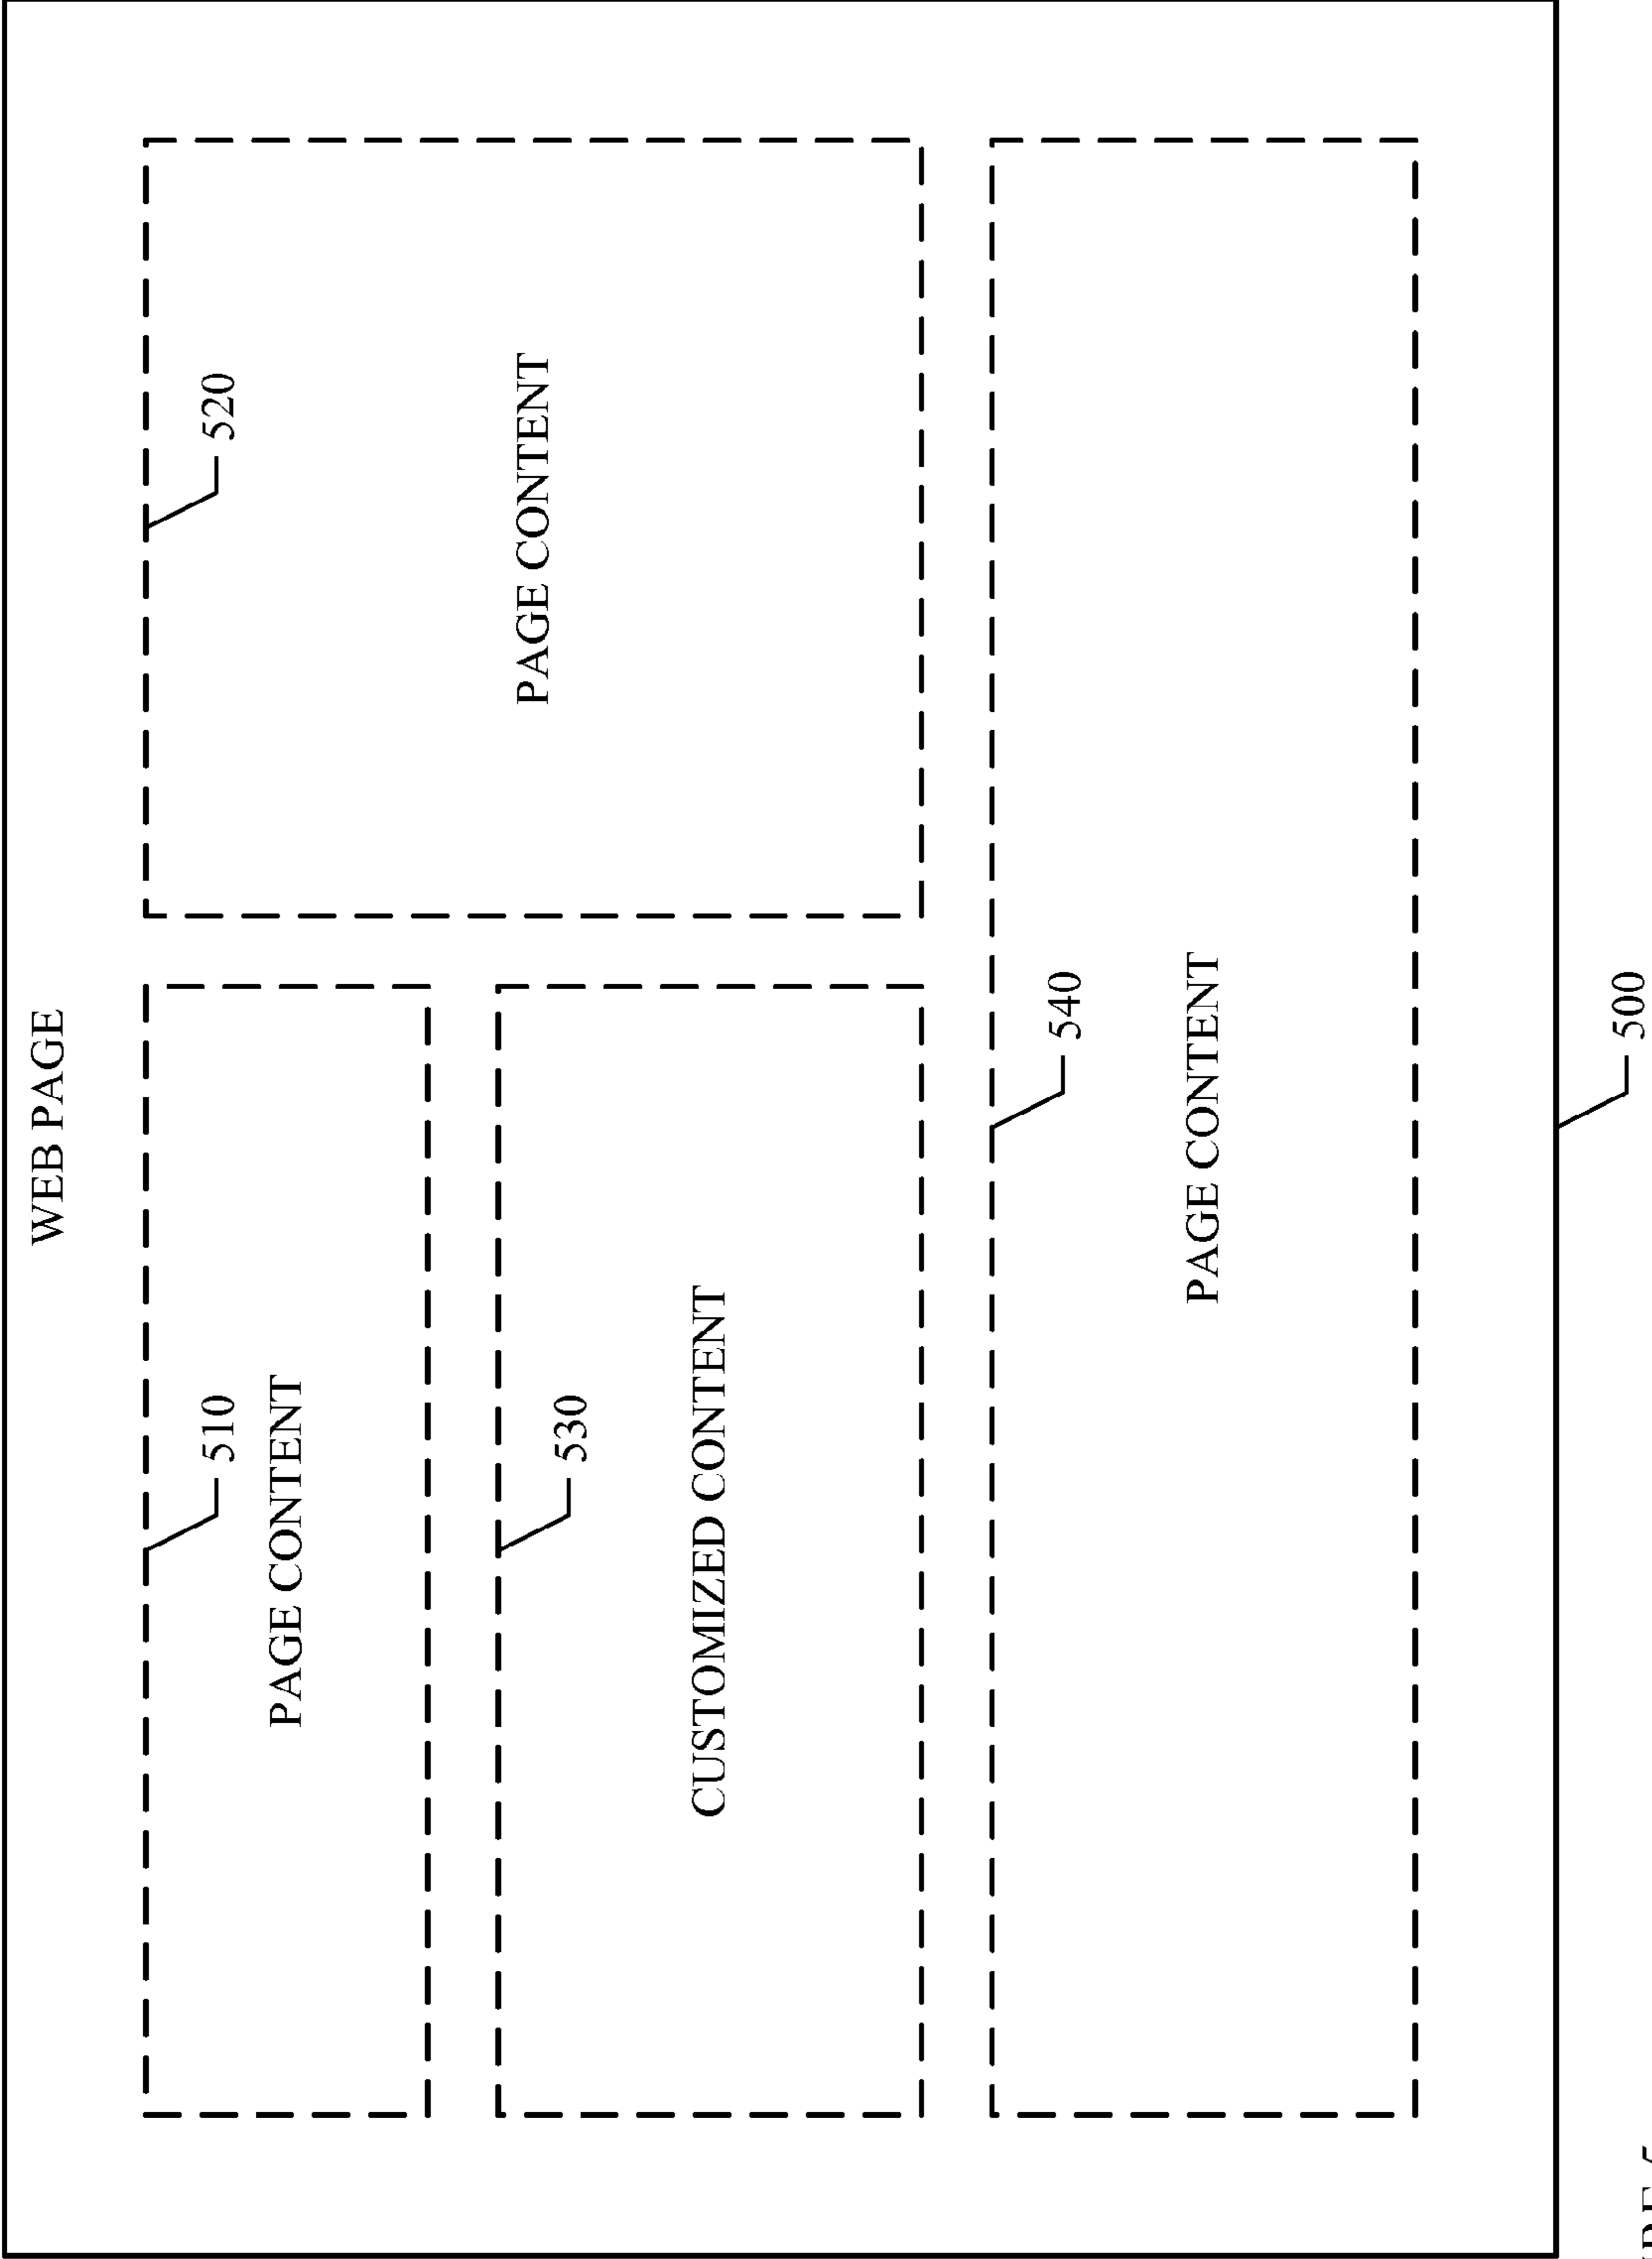 WEB PAGE
510
PAGE CONTENT
520
PAGE CONTENT
530
CUSTOMIZED CONTENT
540
PAGE CONTENT
500